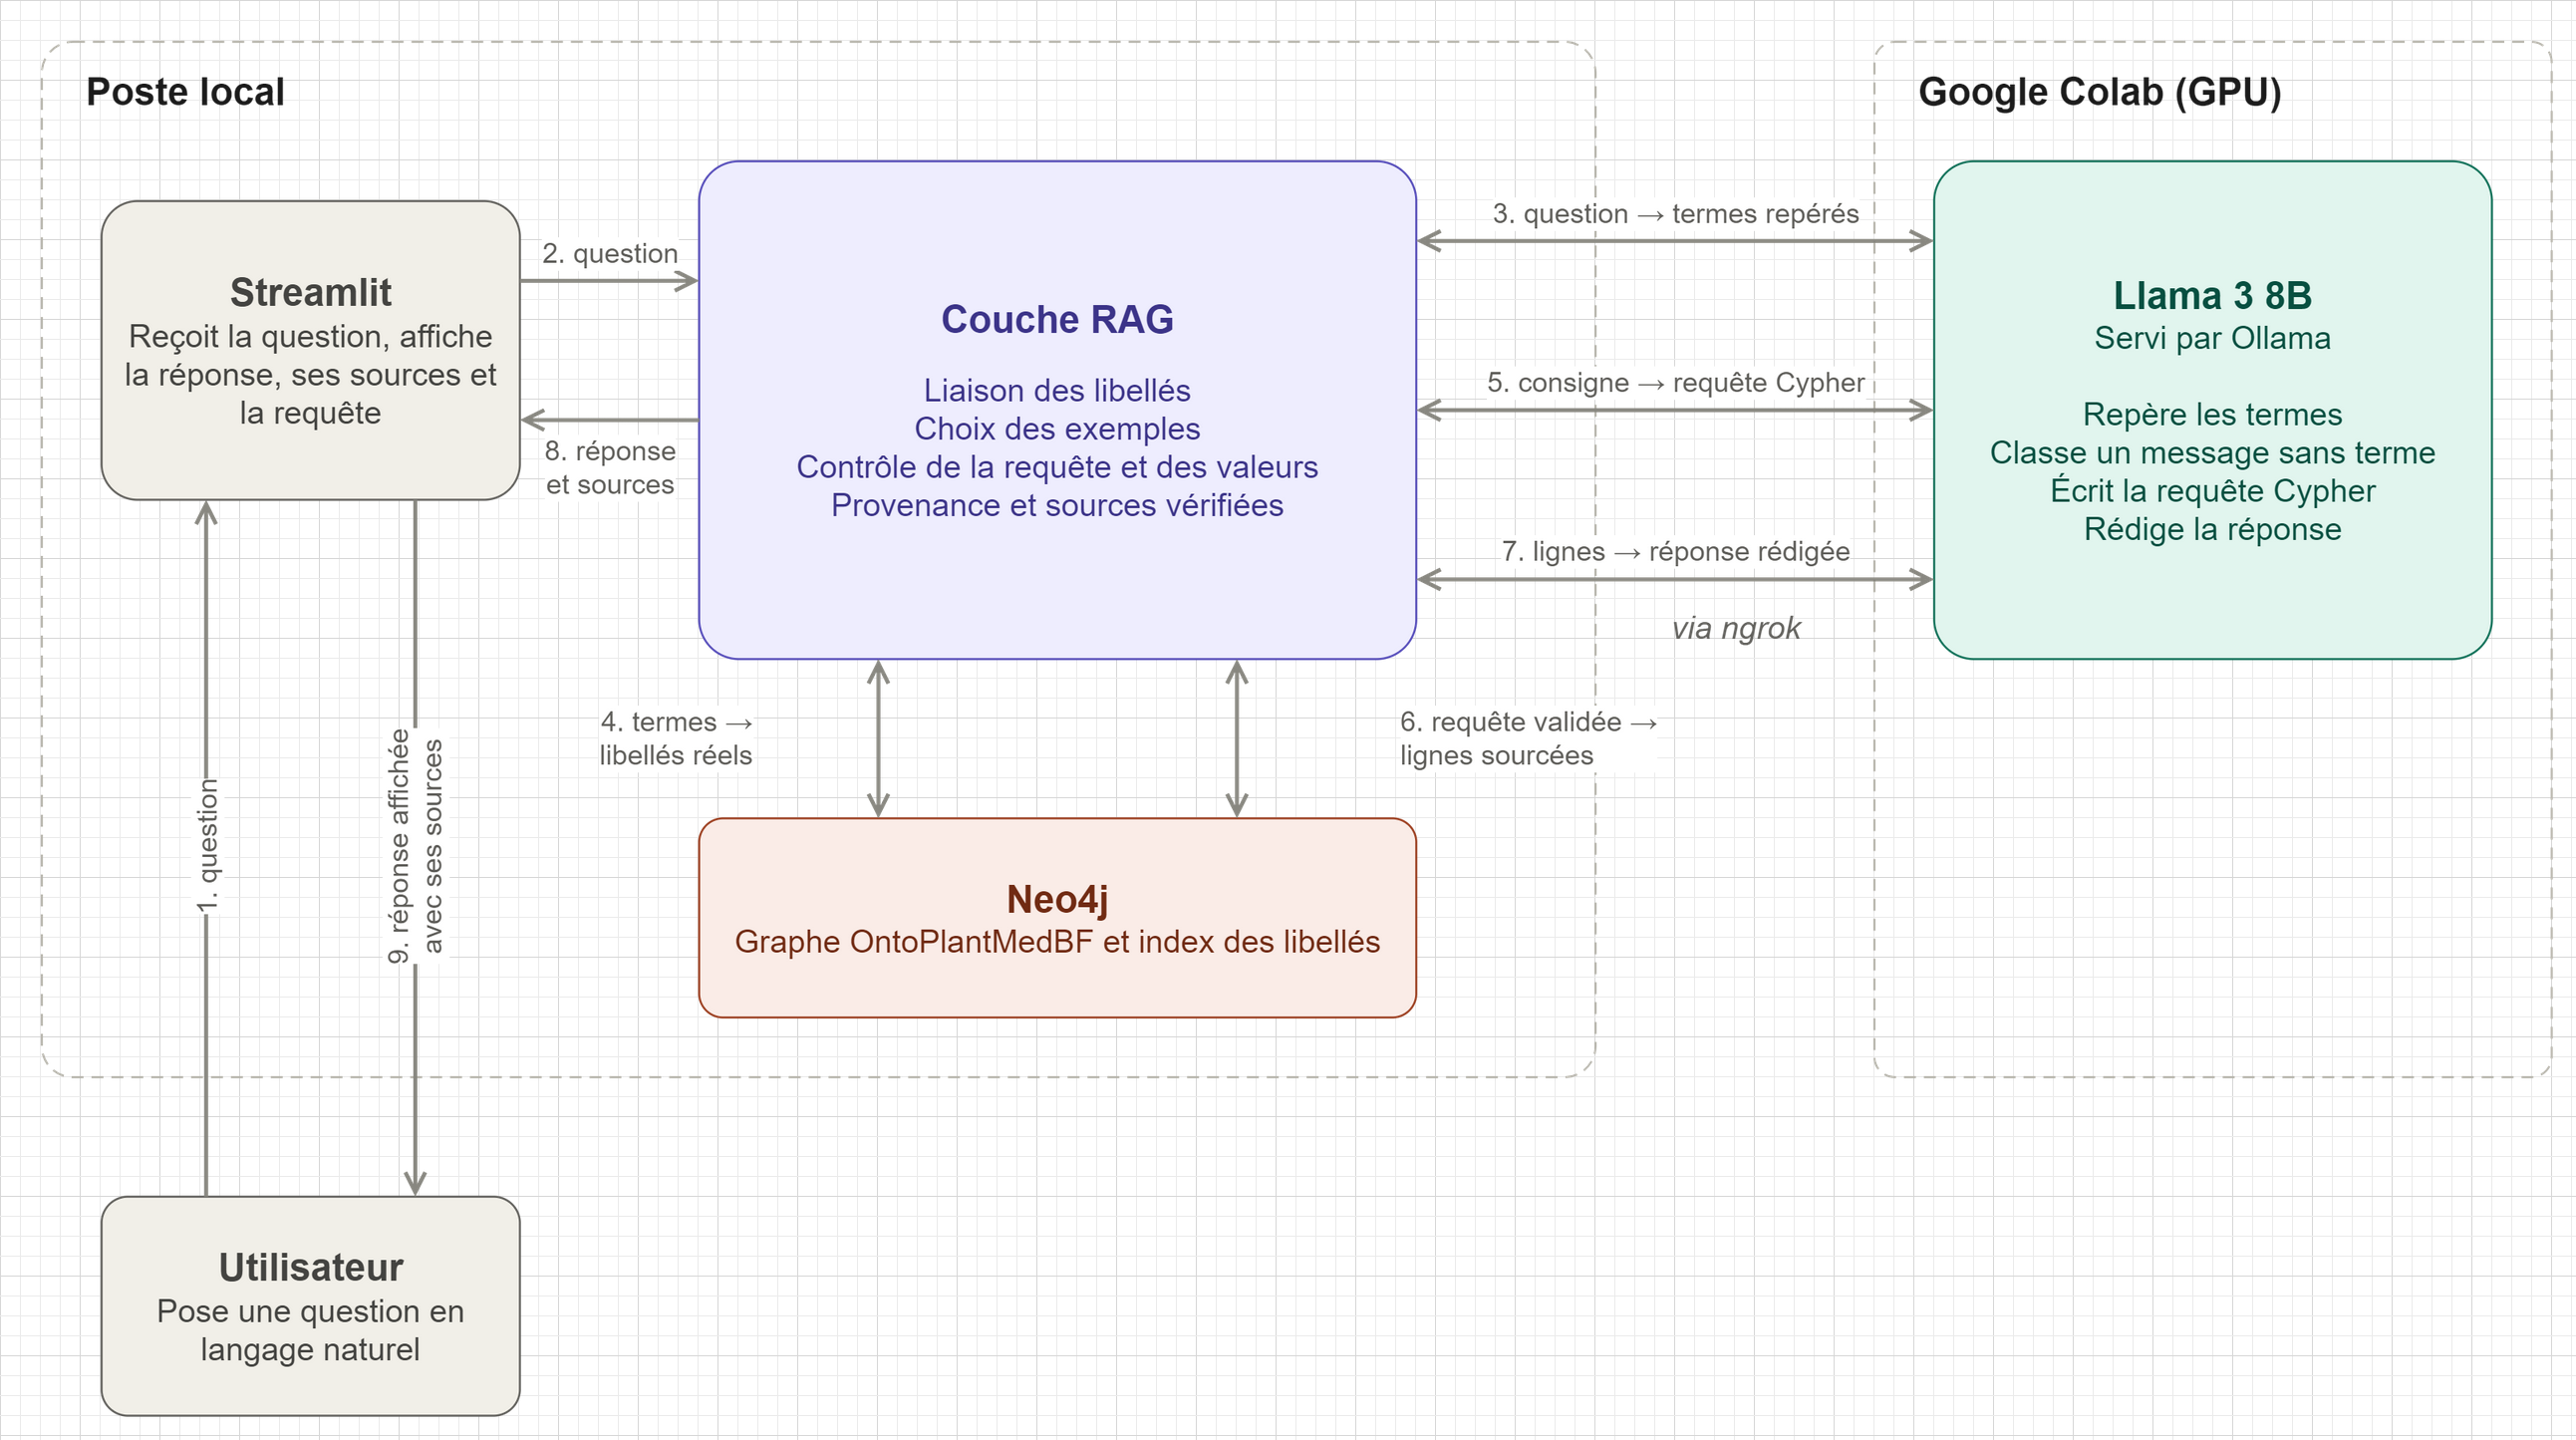 Poste local
Google Colab (GPU)
Streamlit
Reçoit la question, affiche
la réponse, ses sources et
la requête
2. question
8. réponse
et sources
Couche RAG
Liaison des libellés
Choix des exemples
Contrôle de la requête et des valeurs
Provenance et sources vérifiées
3. question → termes repérés
5. consigne → requête Cypher
7. lignes → réponse rédigée
via ngrok
Llama 3 8B
Servi par Ollama
Repère les termes
Classe un message sans terme
Écrit la requête Cypher
Rédige la réponse
4. termes →
libellés réels
6. requête validée →
lignes sourcées
1. question
9. réponse affichée
avec ses sources
Neo4j
Graphe OntoPlantMedBF et index des libellés
Utilisateur
Pose une question en
langage naturel